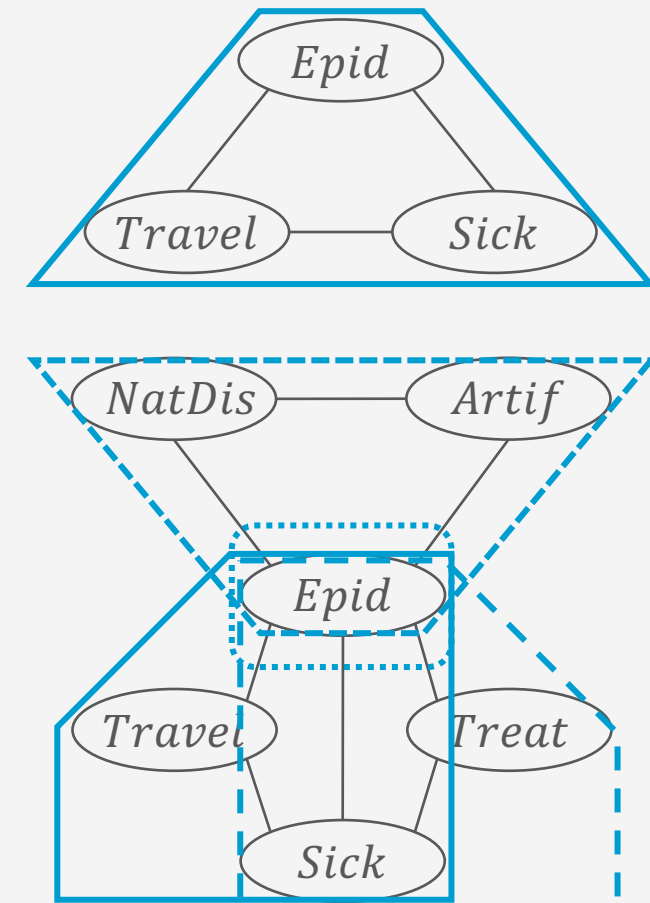 Epid
Travel Sick
NatDis Artif
Epid
Travel Treat
Sick